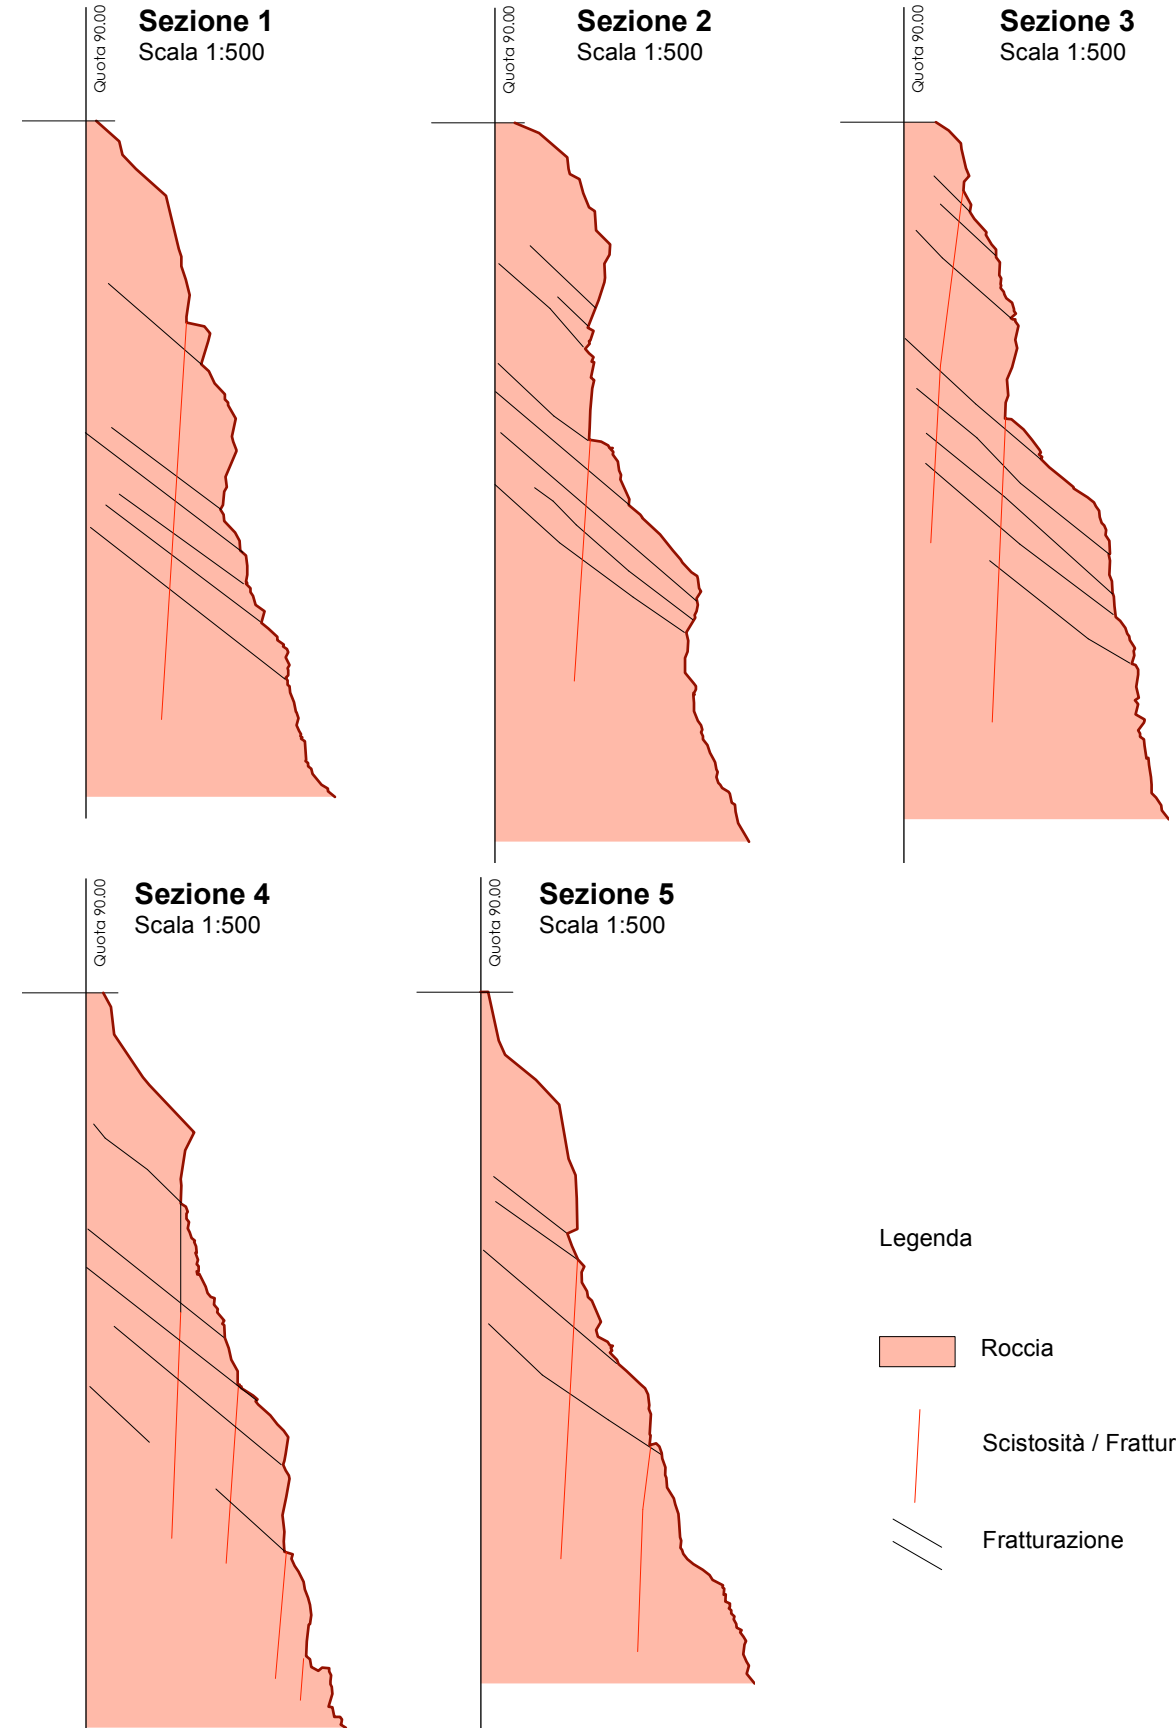 Sezione 1
Scala 1:500
Quota 90.00
Sezione 2
Scala 1:500
Quota 90.00
Sezione 3
Scala 1:500
Quota 90.00
Sezione 4
Scala 1:500
Quota 90.00
Sezione 5
Scala 1:500
Quota 90.00
Legenda
Roccia
Scistosità / Frattur
Fratturazione